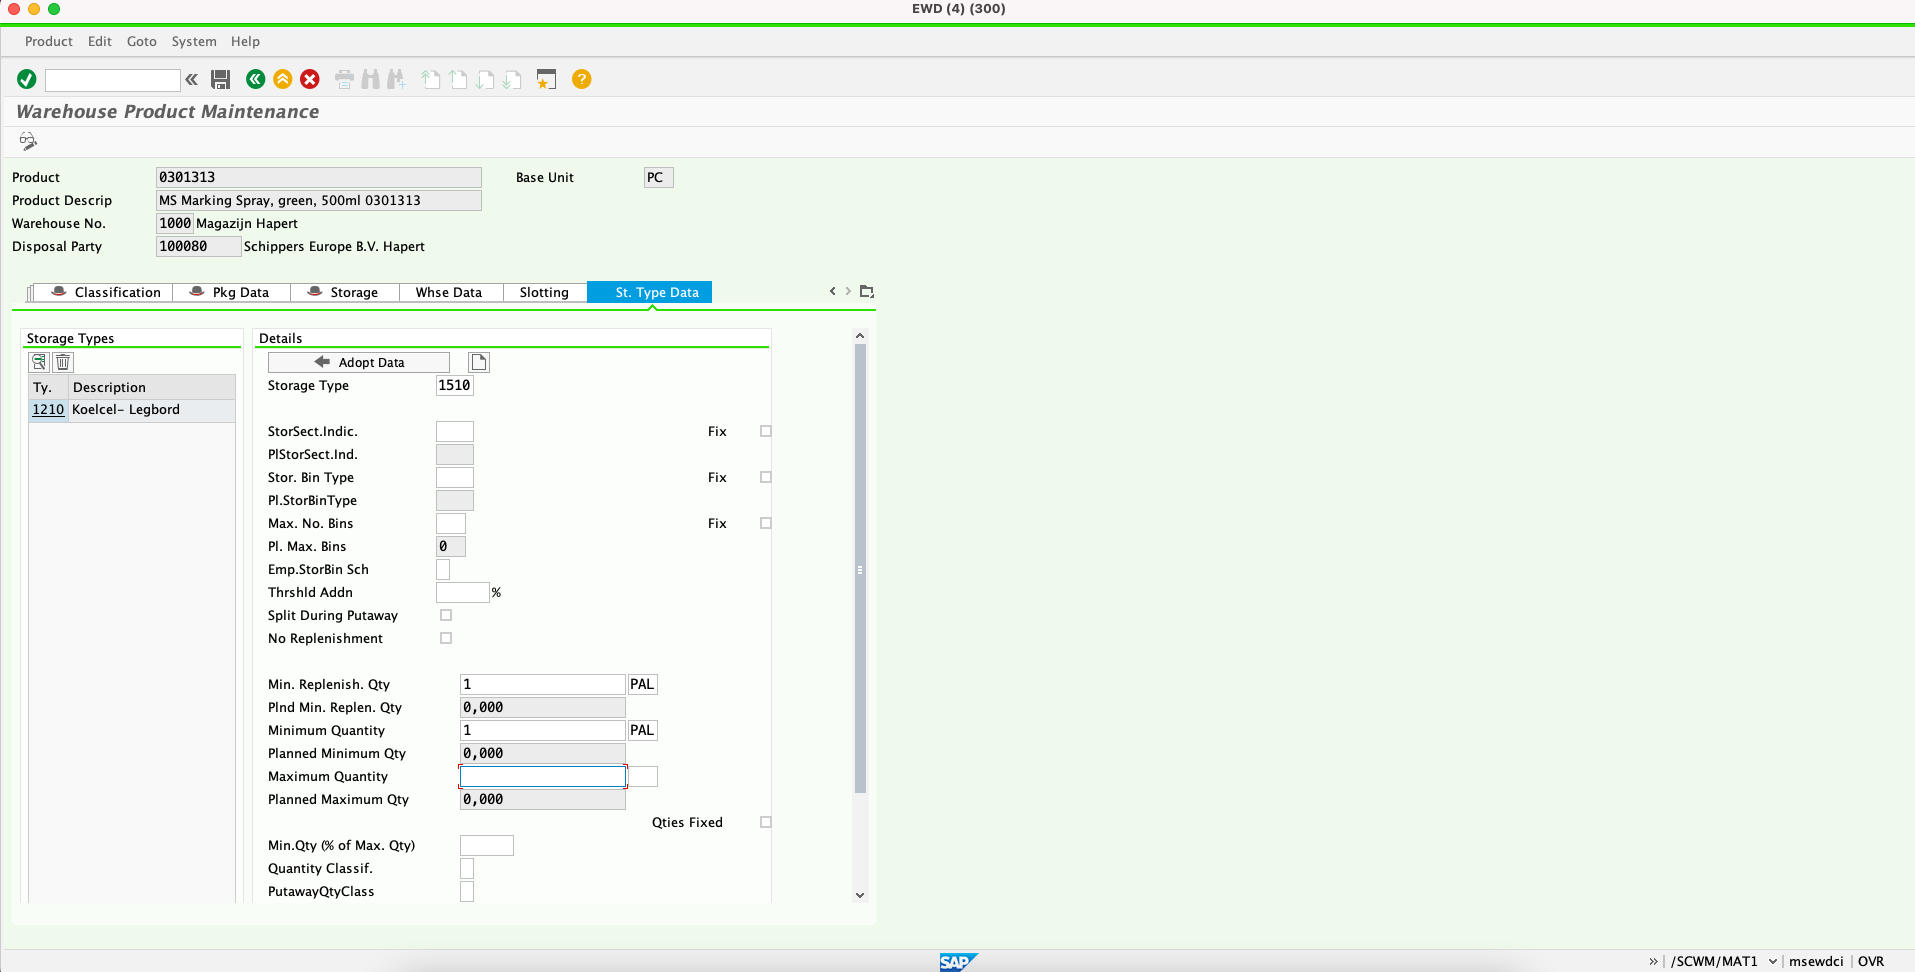 EWD (4) (300)
Product Edit Goto System Help
Warehouse Product Maintenance
Product 0301313 Base Unit PC
Product Descrip MS Marking Spray, green, 500ml 0301313
Warehouse No. 1000 Magazijn Hapert
Disposal Party 100080 Schippers Europe B.V. Hapert
Classification Pkg Data Storage Whse Data Slotting St. Type Data
Storage Types
Ty. Description
1210 Koelcel- Legbord
Details
Adopt Data
Storage Type 1510
StorSect.Indic. Fix
PlStorSect.Ind.
Stor. Bin Type Fix
Pl.StorBinType
Max. No. Bins Fix
Pl. Max. Bins 0
Emp.StorBin Sch
Thrshld Addn %
Split During Putaway
No Replenishment
Min. Replenish. Qty 1 PAL
Plnd Min. Replen. Qty 0,000
Minimum Quantity 1 PAL
Planned Minimum Qty 0,000
Maximum Quantity
Planned Maximum Qty 0,000
Qties Fixed
Min.Qty (% of Max. Qty)
Quantity Classif.
PutawayQtyClass
SAP » /SCWM/MAT1 msewdci OVR